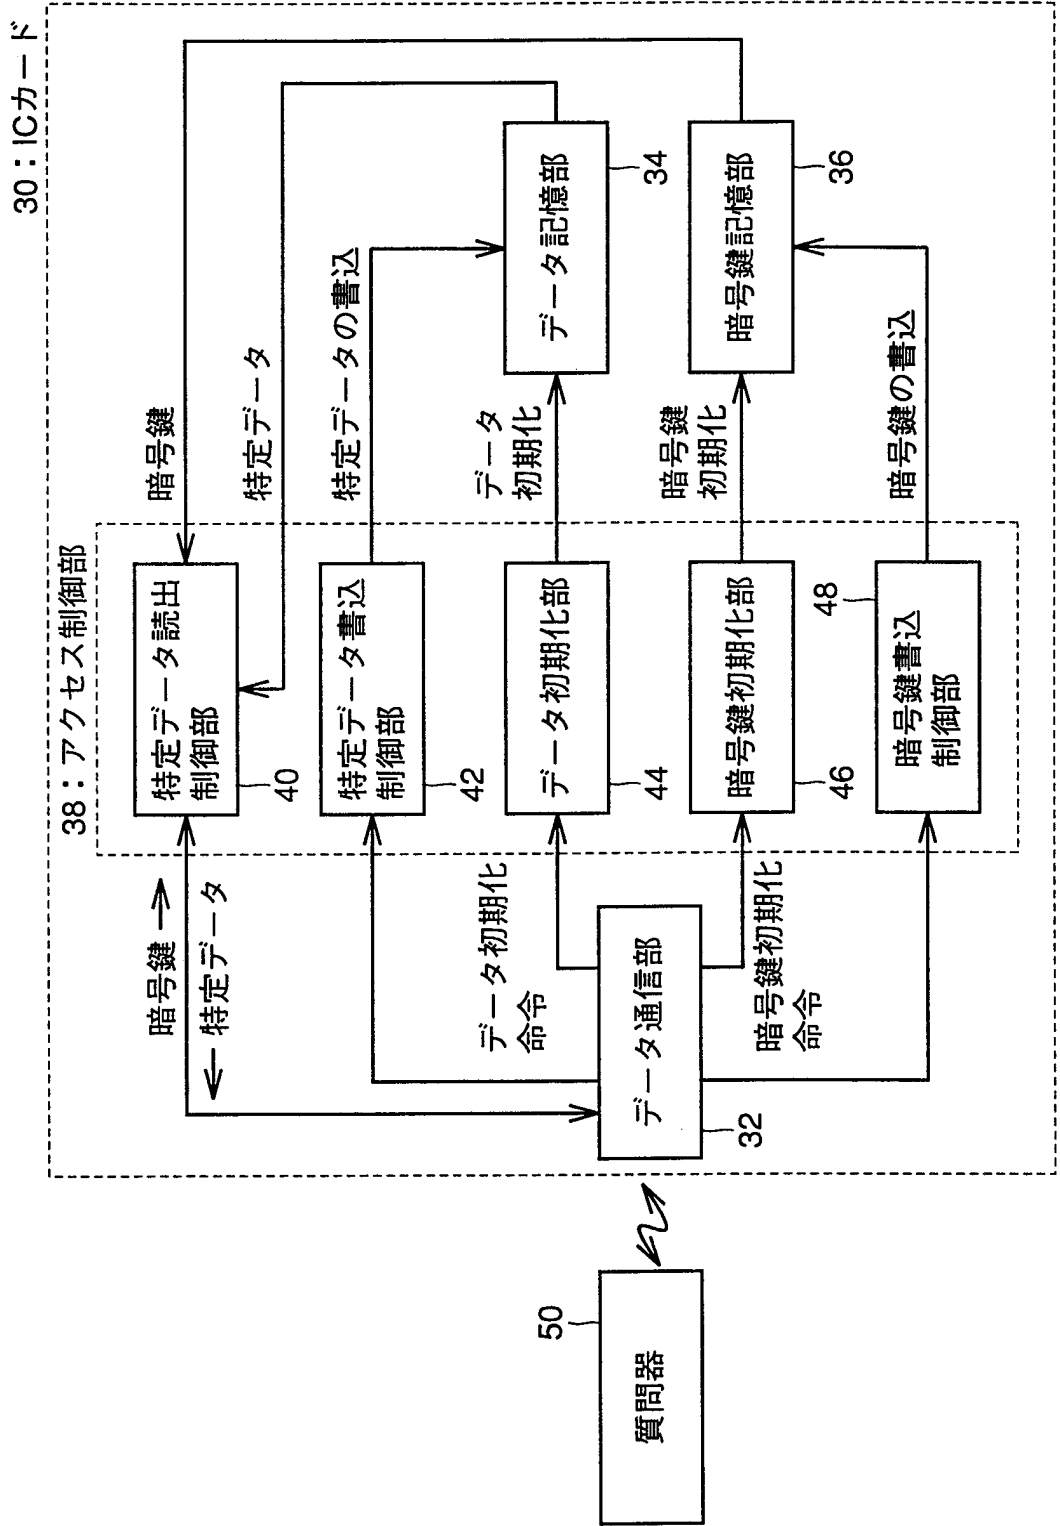 30：ICカード
38：アクセス制御部
暗号鍵
特定データ
特定データ読出
制御部
40
暗号鍵
特定データ
特定データ書込
制御部
42
特定データの書込
データ初期化
命令
データ初期化部
44
データ
初期化
データ記憶部
34
質問器
50
データ通信部
32
暗号鍵初期化
命令
暗号鍵初期化部
46
暗号鍵
初期化
暗号鍵記憶部
36
暗号鍵書込
制御部
48
暗号鍵の書込